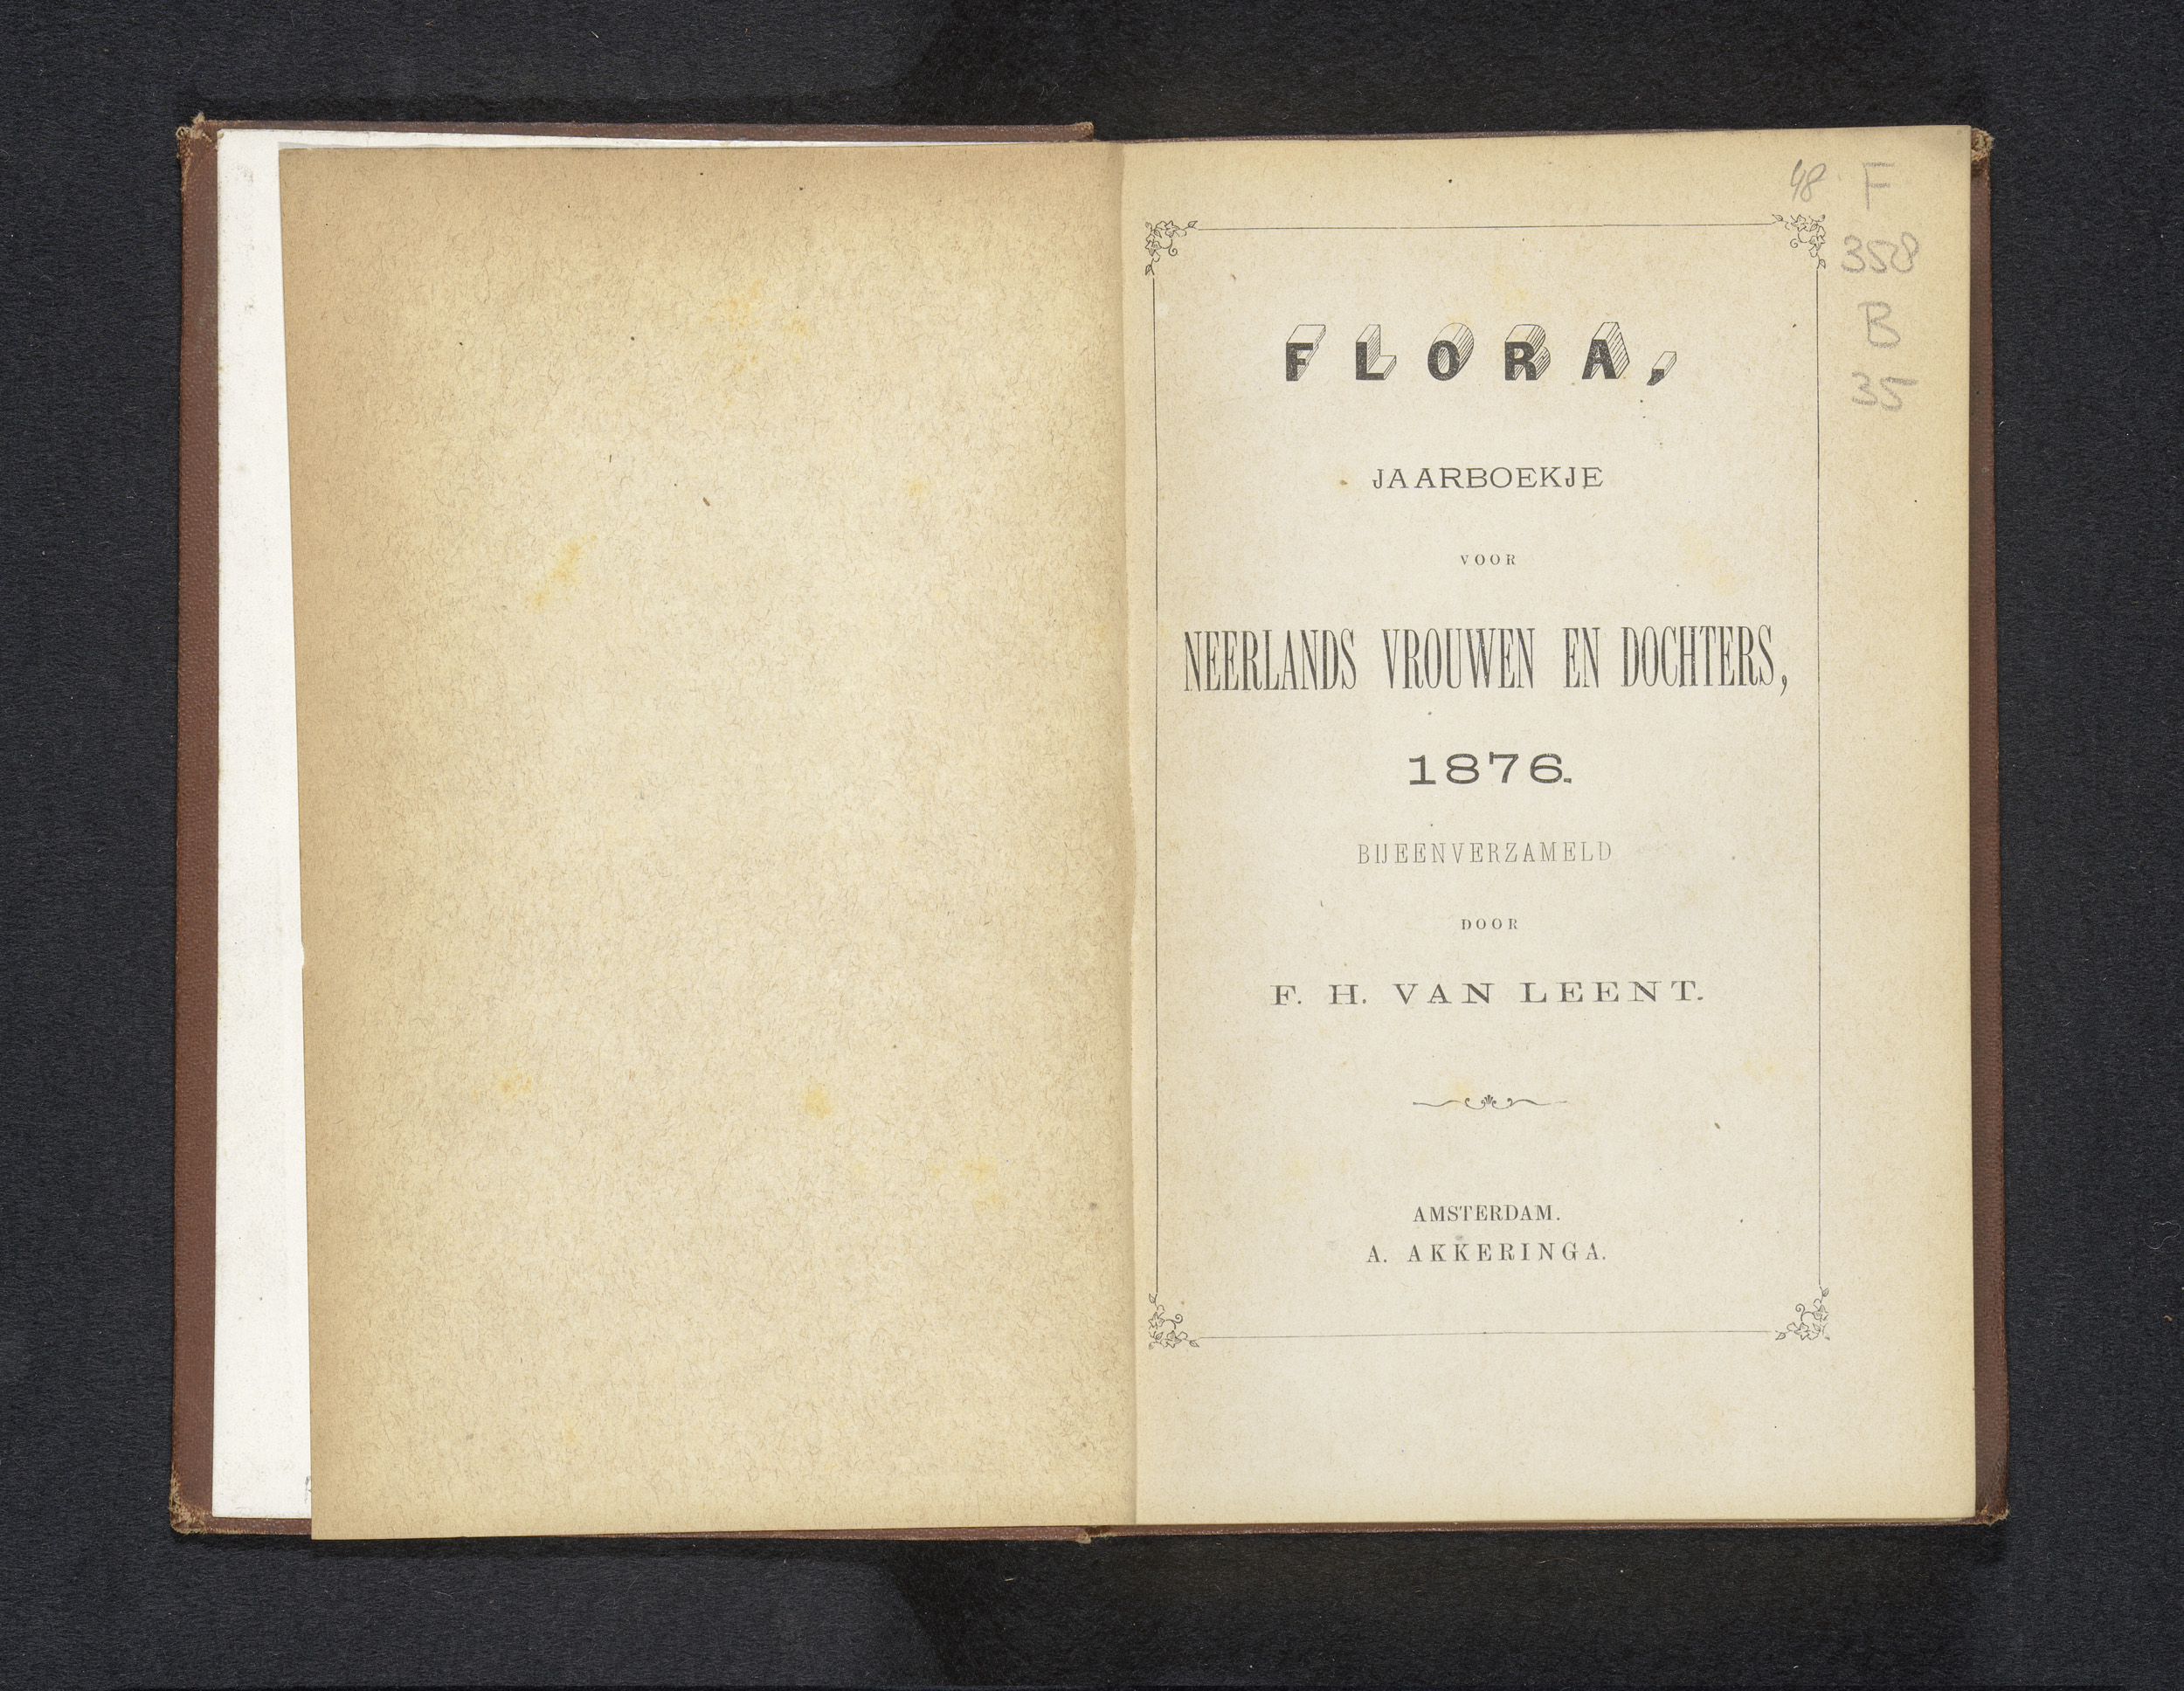 48 F
358
B
35
FLORA,
JAARBOEKJE
VOOR
NEERLANDS VROUWEN EN DOCHTERS,
1876.
BIJEENVERZAMELD
DOOR
F. H. VAN LEENT.
AMSTERDAM.
A. AKKERINGA.